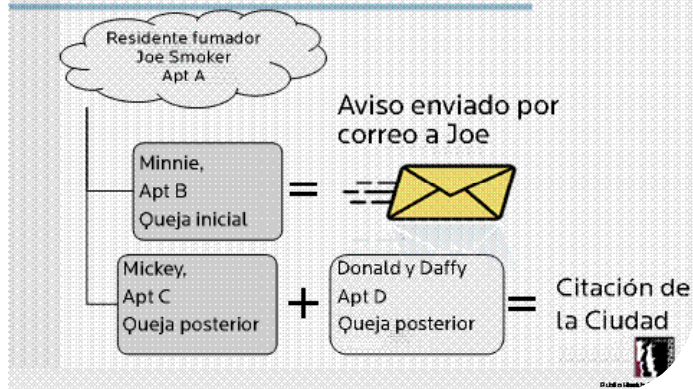 Residente fumador
Joe Smoker
Apt A
Aviso enviado por
correo a Joe
Minnie,
Apt B
Queja inicial
=
Mickey,
Apt C
Queja posterior
+
Donald y Daffy
Apt D
Queja posterior
=
Citación de
la Ciudad